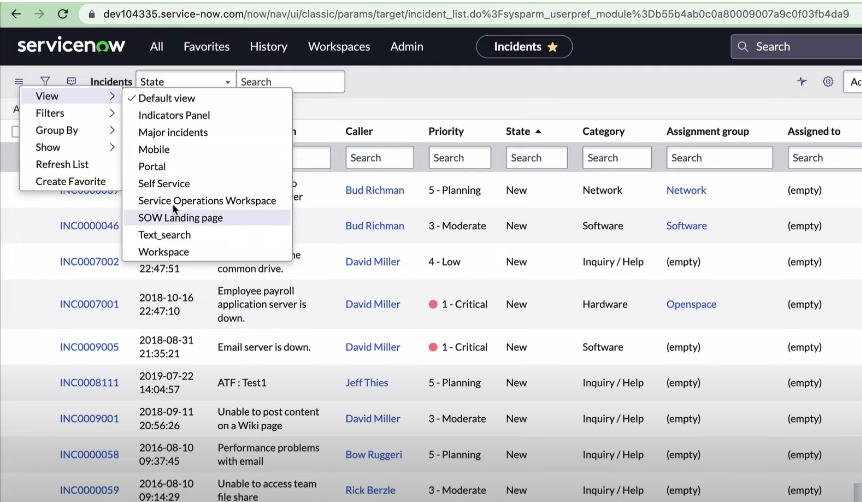 dev104335.service-now.com/now/nav/ui/classic/params/target/incident_list.do%3Fsysparm_userpref_module%3Db55b4ab0c0a80009007a9c0f03fb4da9
servicenow All Favorites History Workspaces Admin Incidents Search
Incidents State Search
View
Filters
Group By
Show
Refresh List
Create Favorite
Default view
Indicators Panel
Major incidents
Mobile
Portal
Self Service
Service Operations Workspace
SOW Landing page
Text_search
Workspace
Caller Priority State Category Assignment group Assigned to
Search Search Search Search Search Search
Bud Richman 5 - Planning New Network Network (empty)
INC0000046 Bud Richman 3 - Moderate New Software Software (empty)
INC0007002 22:47:51 common drive. David Miller 4 - Low New Inquiry / Help (empty) (empty)
INC0007001 2018-10-16 22:47:10 Employee payroll application server is down. David Miller 1 - Critical New Hardware Openspace (empty)
INC0009005 2018-08-31 21:35:21 Email server is down. David Miller 1 - Critical New Software (empty) (empty)
INC0008111 2019-07-22 14:04:57 ATF : Test1 Jeff Thies 5 - Planning New Inquiry / Help (empty) (empty)
INC0009001 2018-09-11 20:56:26 Unable to post content on a Wiki page David Miller 3 - Moderate New Inquiry / Help (empty) (empty)
INC0000058 2016-08-10 09:37:45 Performance problems with email Bow Ruggeri 5 - Planning New Inquiry / Help (empty) (empty)
INC0000059 2016-08-10 09:14:29 Unable to access team file share Rick Berzle 3 - Moderate New Inquiry / Help (empty) (empty)